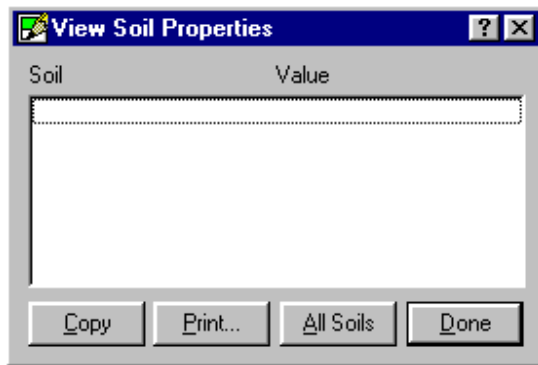 View Soil Properties ? X
Soil Value
Copy Print... All Soils Done